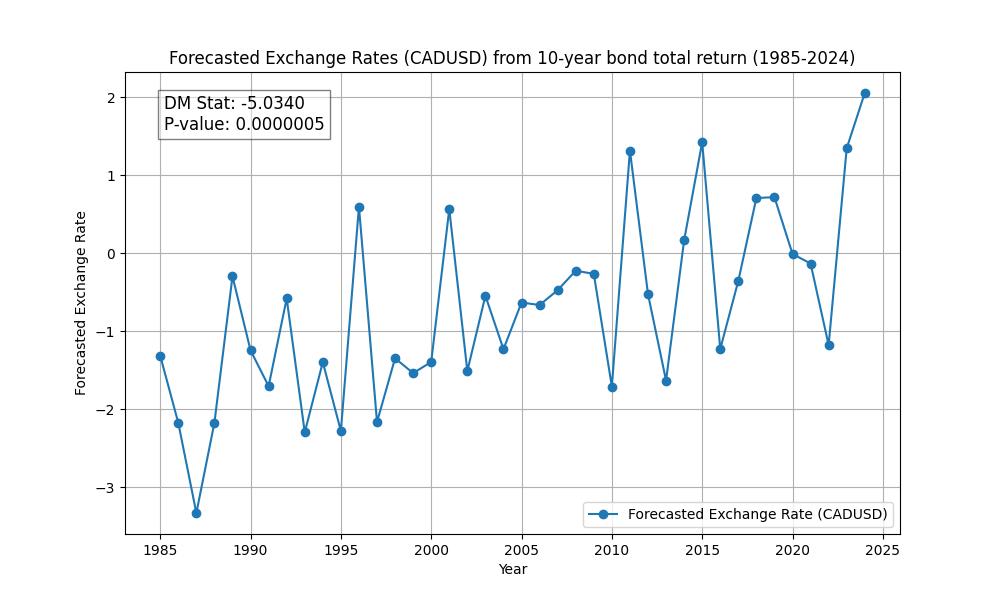 Forecasted Exchange Rates (CADUSD) from 10-year bond total return (1985-2024)
DM Stat: -5.0340
P-value: 0.0000005
Forecasted Exchange Rate
2
1
0
−1
−2
−3
Forecasted Exchange Rate (CADUSD)
1985 1990 1995 2000 2005 2010 2015 2020 2025
Year